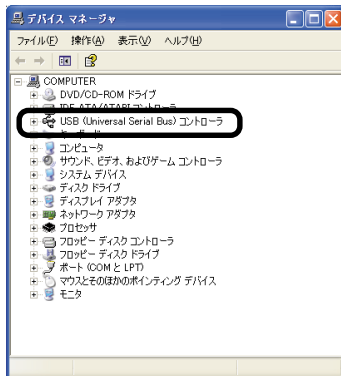 デバイス マネージャ
ファイル(F) 操作(A) 表示(V) ヘルプ(H)
COMPUTER
DVD/CD-ROM ドライブ
IDE ATA/ATAPI コントローラ
USB (Universal Serial Bus) コントローラ
キーボード
コンピュータ
サウンド、ビデオ、およびゲーム コントローラ
システム デバイス
ディスク ドライブ
ディスプレイ アダプタ
ネットワーク アダプタ
プロセッサ
フロッピー ディスク コントローラ
フロッピー ディスク ドライブ
ポート (COM と LPT)
マウスとそのほかのポインティング デバイス
モニタ